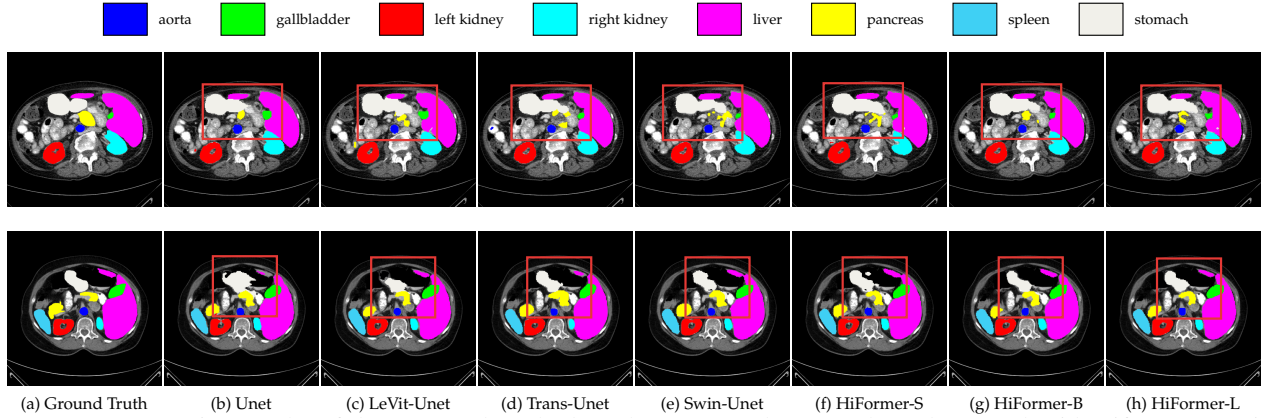 aorta gallbladder left kidney right kidney liver pancreas spleen stomach
(a) Ground Truth (b) Unet (c) LeVit-Unet (d) Trans-Unet (e) Swin-Unet (f) HiFormer-S (g) HiFormer-B (h) HiFormer-L